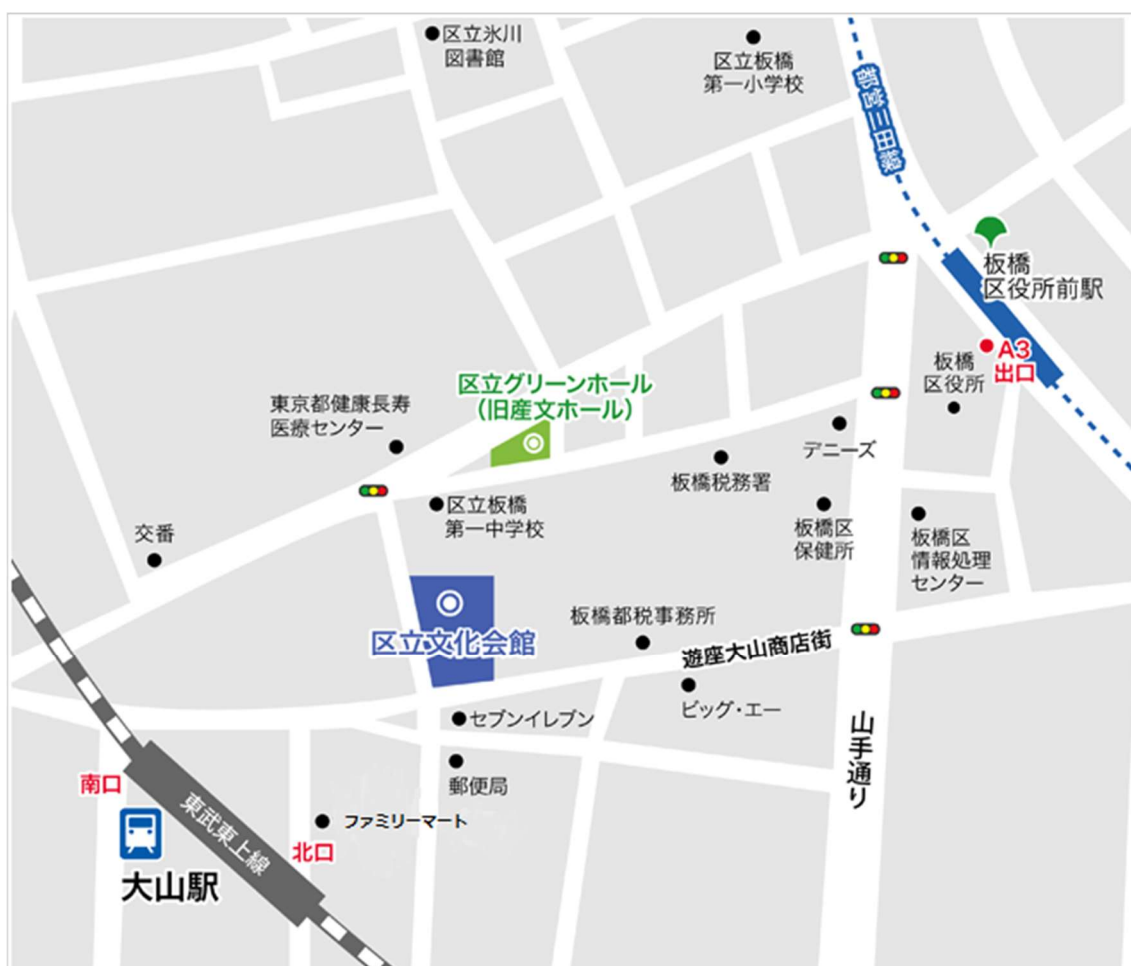 区立氷川
図書館
区立板橋
第一小学校
都営三田線
板橋
区役所前駅
A3
出口
板橋
区役所
区立グリーンホール
（旧産文ホール）
東京都健康長寿
医療センター
デニーズ
板橋税務署
区立板橋
第一中学校
板橋区
保健所
板橋区
情報処理
センター
交番
区立文化会館
板橋都税事務所
遊座大山商店街
ビッグ・エー
セブンイレブン
山手通り
郵便局
南口
東武東上線
ファミリーマート
北口
大山駅